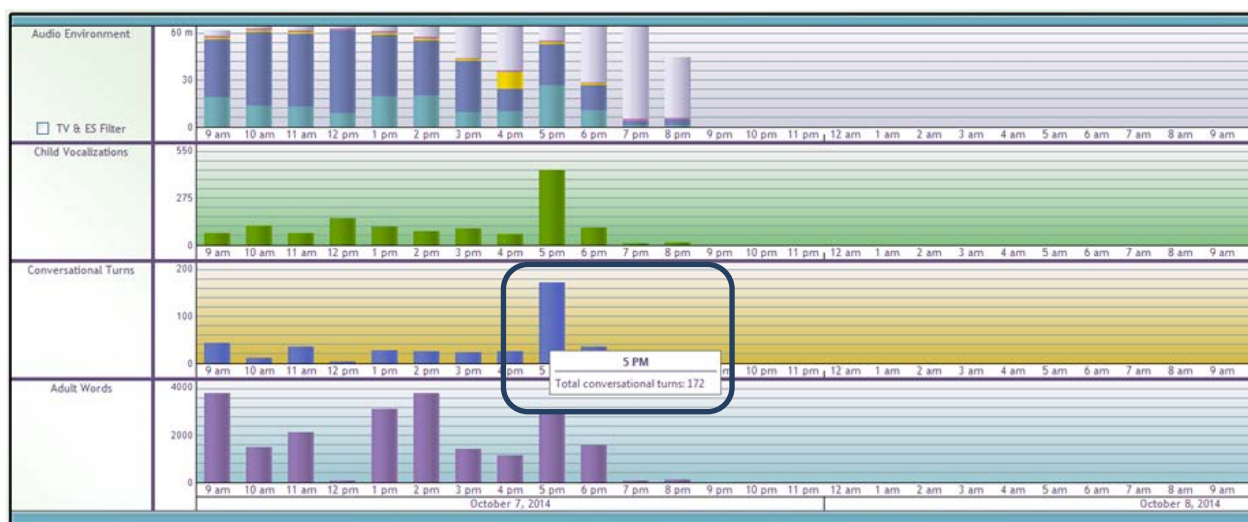 Audio Environment
60 m
30
0
TV & ES Filter
9 am 10 am 11 am 12 pm 1 pm 2 pm 3 pm 4 pm 5 pm 6 pm 7 pm 8 pm 9 pm 10 pm 11 pm 12 am 1 am 2 am 3 am 4 am 5 am 6 am 7 am 8 am 9 am
Child Vocalizations
550
275
0
9 am 10 am 11 am 12 pm 1 pm 2 pm 3 pm 4 pm 5 pm 6 pm 7 pm 8 pm 9 pm 10 pm 11 pm 12 am 1 am 2 am 3 am 4 am 5 am 6 am 7 am 8 am 9 am
Conversational Turns
200
100
0
5 PM
9 am 10 am 11 am 12 pm 1 pm 2 pm 3 pm 4 pm 5 pm 10 pm 11 pm 12 am 1 am 2 am 3 am 4 am 5 am 6 am 7 am 8 am 9 am
Total conversational turns: 172
Adult Words
4000
2000
0
9 am 10 am 11 am 12 pm 1 pm 2 pm 3 pm 4 pm 5 pm 6 pm 7 pm 8 pm 9 pm 10 pm 11 pm 12 am 1 am 2 am 3 am 4 am 5 am 6 am 7 am 8 am 9 am
October 7, 2014 October 8, 2014